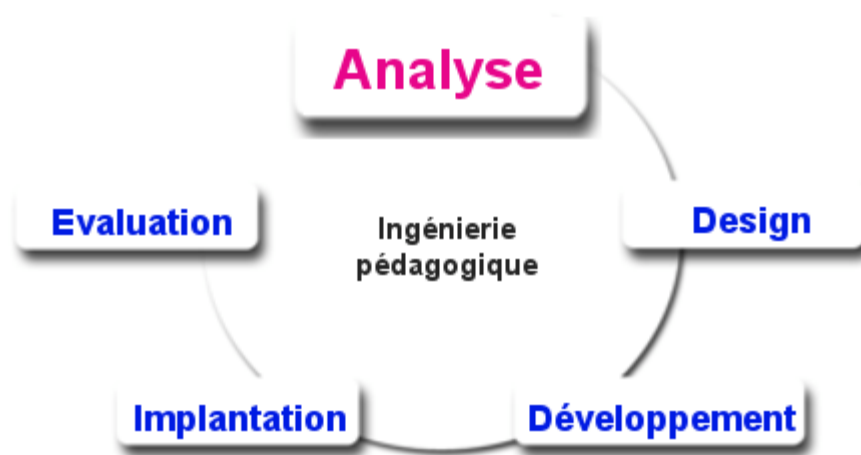 Analyse
Evaluation
Design
Ingénierie
pédagogique
Implantation
Développement